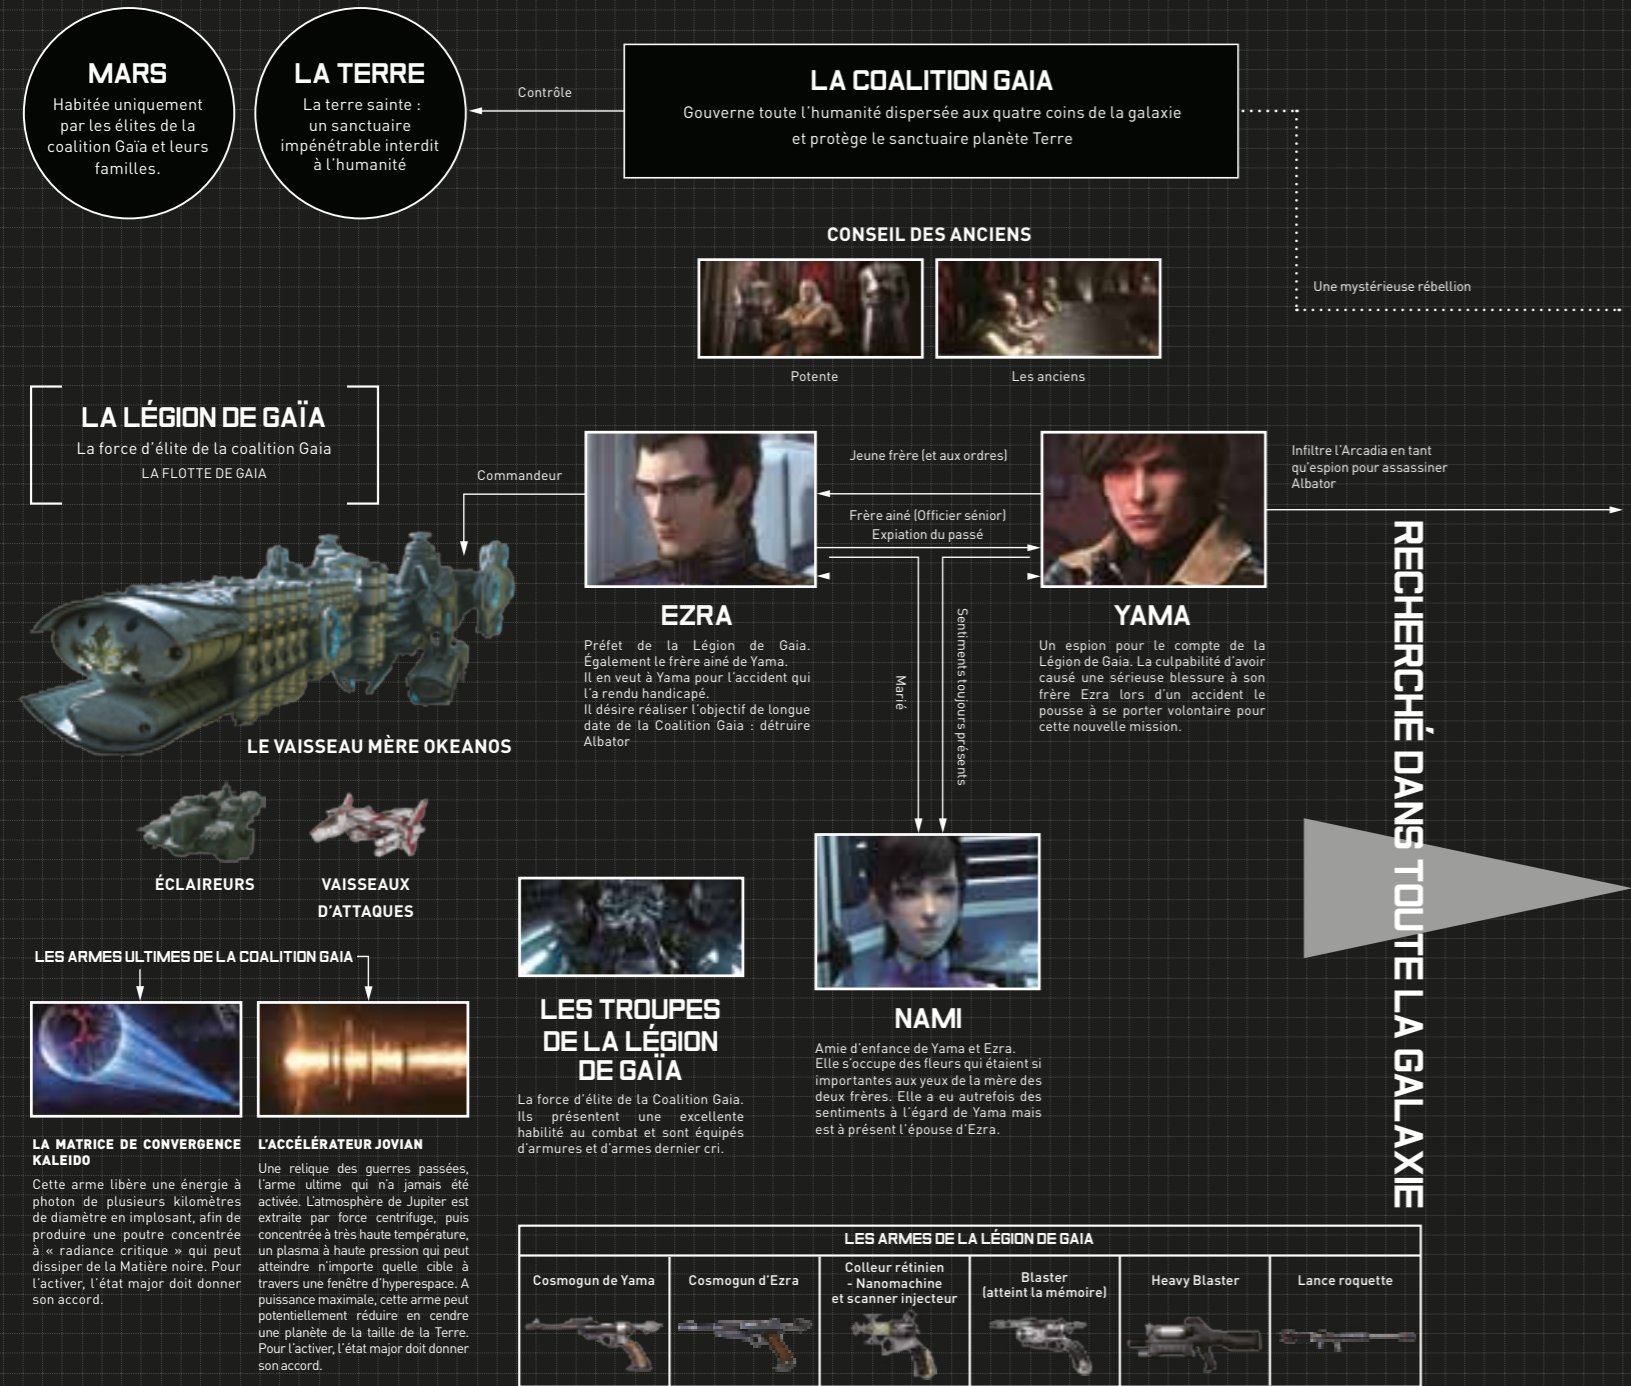 MARS
Habitée uniquement
par les élites de la
coalition Gaïa et leurs
familles.
LA TERRE
La terre sainte :
un sanctuaire
impénétrable interdit
à l'humanité
Contrôle
LA COALITION GAIA
Gouverne toute l'humanité dispersée aux quatre coins de la galaxie
et protège le sanctuaire planète Terre
Une mystérieuse rébellion
CONSEIL DES ANCIENS
Potente
Les anciens
LA LÉGION DE GAÏA
La force d'élite de la coalition Gaia
LA FLOTTE DE GAIA
Commandeur
Jeune frère (et aux ordres)
Frère ainé (Officier sénior)
Expiation du passé
Infiltre l'Arcadia en tant
qu'espion pour assassiner
Albator
EZRA
Préfet de la Légion de Gaia.
Également le frère ainé de Yama.
Il en veut à Yama pour l'accident qui
l'a rendu handicapé.
Il désire réaliser l'objectif de longue
date de la Coalition Gaia : détruire
Albator
Marié
Sentiments toujours présents
YAMA
Un espion pour le compte de la
Légion de Gaia. La culpabilité d'avoir
causé une sérieuse blessure à son
frère Ezra lors d'un accident le
pousse à se porter volontaire pour
cette nouvelle mission.
RECHERCHÉ DANS TOUTE LA GALAXIE
LE VAISSEAU MÈRE OKEANOS
ÉCLAIREURS
VAISSEAUX
D'ATTAQUES
LES ARMES ULTIMES DE LA COALITION GAIA
LA MATRICE DE CONVERGENCE
KALEIDO
Cette arme libère une énergie à
photon de plusieurs kilomètres
de diamètre en implosant, afin de
produire une poutre concentrée
à « radiance critique » qui peut
dissiper de la Matière noire. Pour
l'activer, l'état major doit donner
son accord.
L'ACCÉLÉRATEUR JOVIAN
Une relique des guerres passées,
l'arme ultime qui n'a jamais été
activée. L'atmosphère de Jupiter est
extraite par force centrifuge, puis
concentrée à très haute température,
un plasma à haute pression qui peut
atteindre n'importe quelle cible à
travers une fenêtre d'hyperespace. A
puissance maximale, cette arme peut
potentiellement réduire en cendre
une planète de la taille de la Terre.
Pour l'activer, l'état major doit donner
son accord.
LES TROUPES
DE LA LÉGION
DE GAÏA
La force d'élite de la Coalition Gaia.
Ils présentent une excellente
habilité au combat et sont équipés
d'armures et d'armes dernier cri.
NAMI
Amie d'enfance de Yama et Ezra.
Elle s'occupe des fleurs qui étaient si
importantes aux yeux de la mère des
deux frères. Elle a eu autrefois des
sentiments à l'égard de Yama mais
est à présent l'épouse d'Ezra.
LES ARMES DE LA LÉGION DE GAIA
Cosmogun de Yama
Cosmogun d'Ezra
Colleur rétinien
- Nanomachine
et scanner injecteur
Blaster
(atteint la mémoire)
Heavy Blaster
Lance roquette